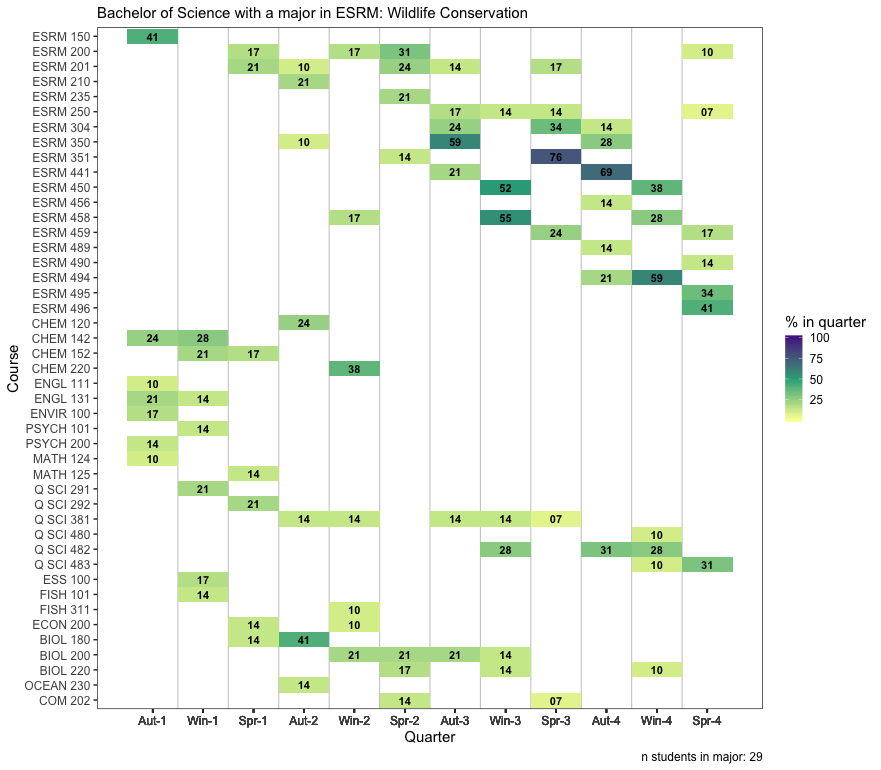 Bachelor of Science with a major in ESRM: Wildlife Conservation
ESRM 150 41
ESRM 200 17 17 31 10
ESRM 201 21 10 24 14 17
ESRM 210 21
ESRM 235 21
ESRM 250 17 14 14 07
ESRM 304 24 34 14
ESRM 350 10 59 28
ESRM 351 14 76
ESRM 441 21 69
ESRM 450 52 38
ESRM 456 14
ESRM 458 17 55 28
ESRM 459 24 17
ESRM 489 14
ESRM 490 14
ESRM 494 21 59
ESRM 495 34
ESRM 496 41
CHEM 120 24
CHEM 142 24 28
CHEM 152 21 17
CHEM 220 38
ENGL 111 10
ENGL 131 21 14
ENVIR 100 17
PSYCH 101 14
PSYCH 200 14
MATH 124 10
MATH 125 14
Q SCI 291 21
Q SCI 292 21
Q SCI 381 14 14 14 14 07
Q SCI 480 10
Q SCI 482 28 31 28
Q SCI 483 10 31
ESS 100 17
FISH 101 14
FISH 311 10
ECON 200 14 10
BIOL 180 14 41
BIOL 200 21 21 21 14
BIOL 220 17 14 10
OCEAN 230 14
COM 202 14 07
Aut-1 Win-1 Spr-1 Aut-2 Win-2 Spr-2 Aut-3 Win-3 Spr-3 Aut-4 Win-4 Spr-4
Quarter
Course
% in quarter
100
75
50
25
n students in major: 29